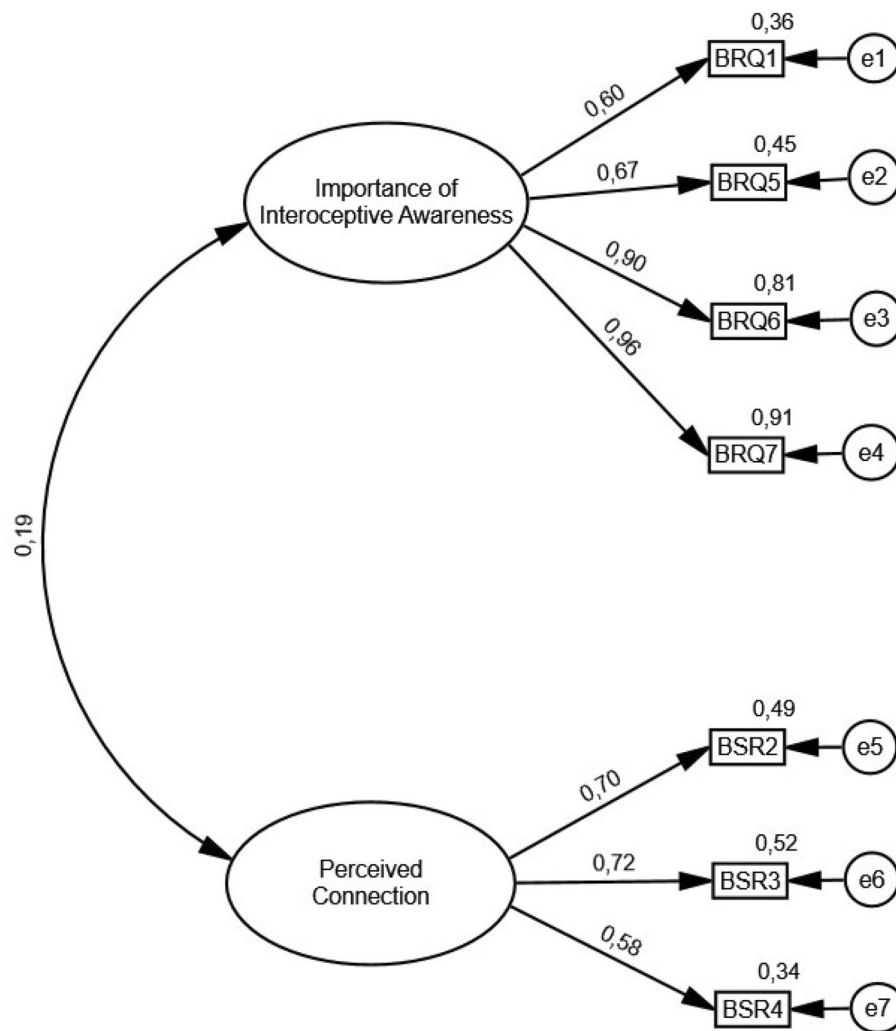 0,36
BRQ1
e1
0,60
0,45
BRQ5
e2
0,67
Importance of
Interoceptive Awareness
0,90
0,81
BRQ6
e3
0,96
0,91
BRQ7
e4
0,19
0,49
BSR2
e5
0,70
0,52
BSR3
e6
0,72
Perceived
Connection
0,58
0,34
BSR4
e7